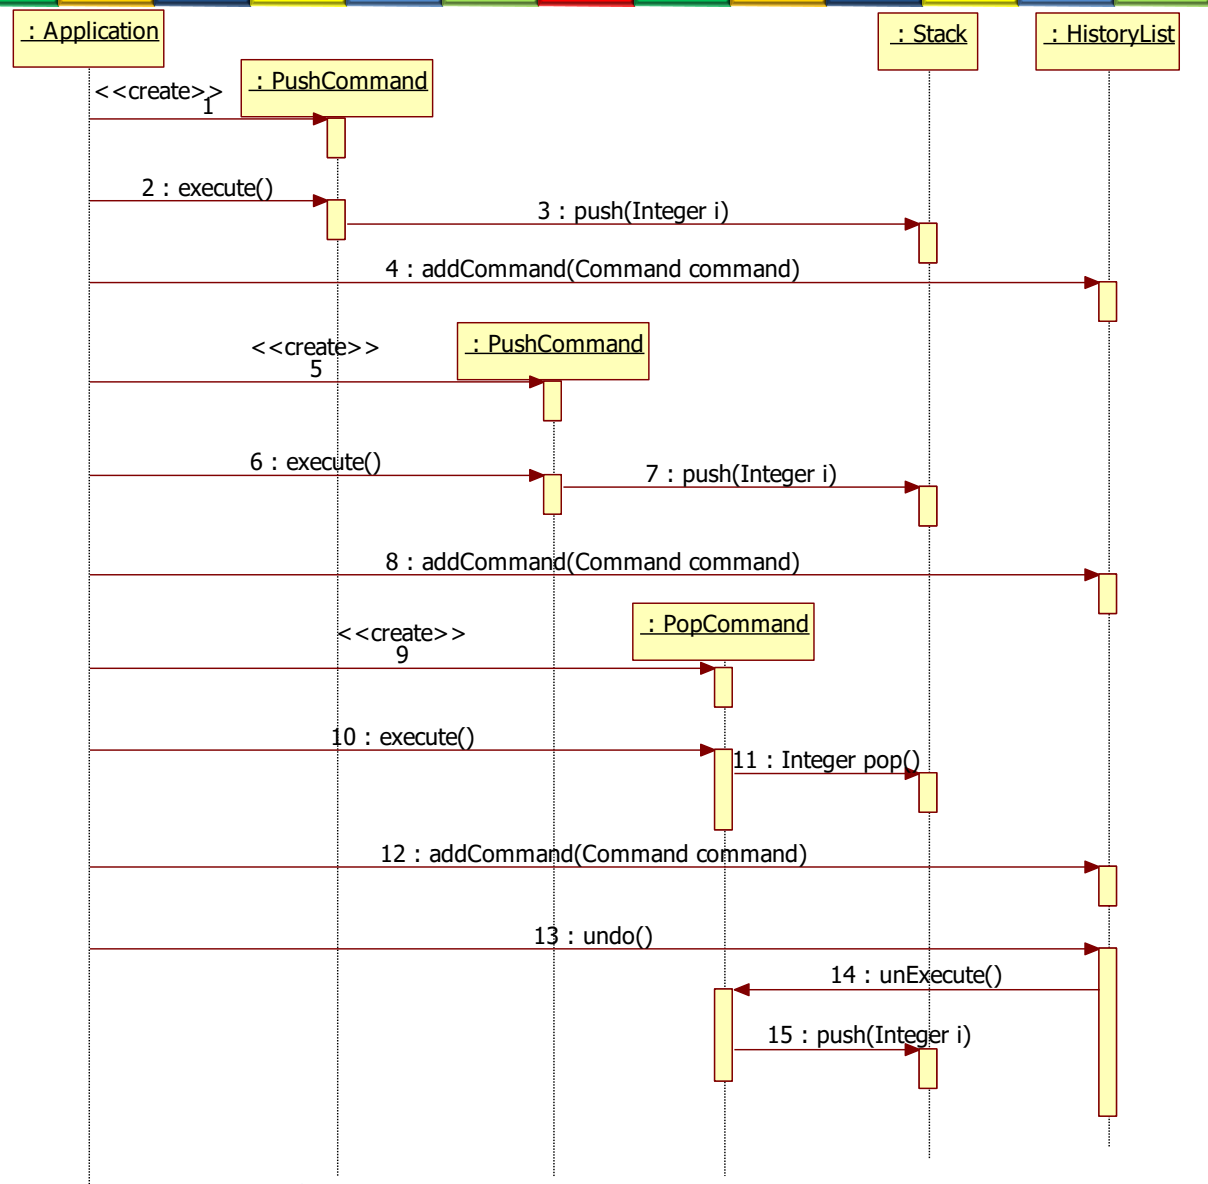 : Application
: Stack
: HistoryList
: PushCommand
<<create>>
1
2 : execute()
3 : push(Integer i)
4 : addCommand(Command command)
: PushCommand
<<create>>
5
6 : execute()
7 : push(Integer i)
8 : addCommand(Command command)
: PopCommand
<<create>>
9
10 : execute()
11 : Integer pop()
12 : addCommand(Command command)
13 : undo()
14 : unExecute()
15 : push(Integer i)